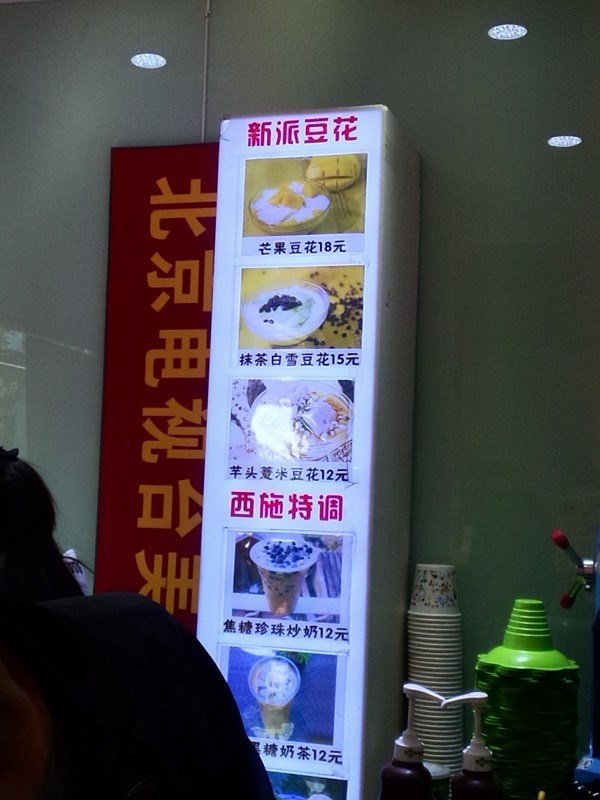 新派豆花
芒果豆花18元
抹茶白雪豆花15元
芋头薏米豆花12元
西施特调
焦糖珍珠炒奶12元
黑糖奶茶12元
北京电视台美